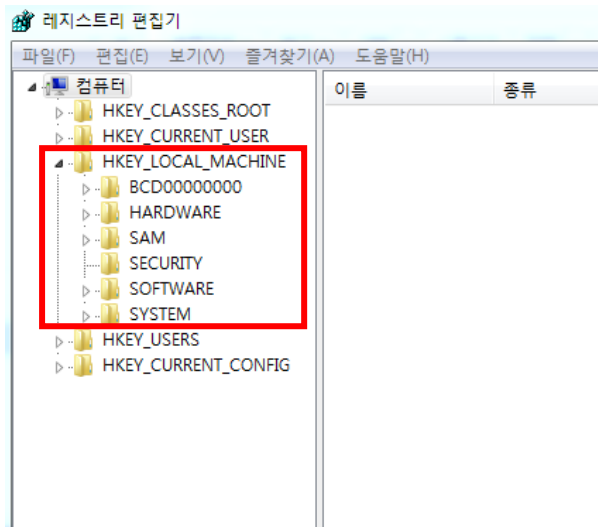 레지스트리 편집기
파일(F) 편집(E) 보기(V) 즐겨찾기(A) 도움말(H)
컴퓨터
HKEY_CLASSES_ROOT
HKEY_CURRENT_USER
HKEY_LOCAL_MACHINE
BCD00000000
HARDWARE
SAM
SECURITY
SOFTWARE
SYSTEM
HKEY_USERS
HKEY_CURRENT_CONFIG
이름 종류